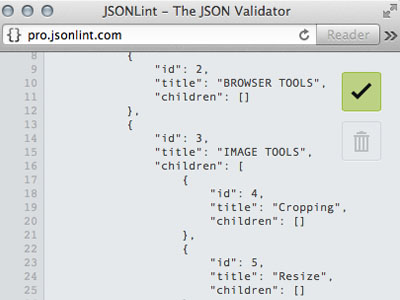 JSONLint - The JSON Validator
{} pro.jsonlint.com Reader »
8 {
9 "id": 2,
10 "title": "BROWSER TOOLS",
11 "children": []
12 },
13 {
14 "id": 3,
15 "title": "IMAGE TOOLS",
16 "children": [
17 {
18 "id": 4,
19 "title": "Cropping",
20 "children": []
21 },
22 {
23 "id": 5,
24 "title": "Resize",
25 "children": []